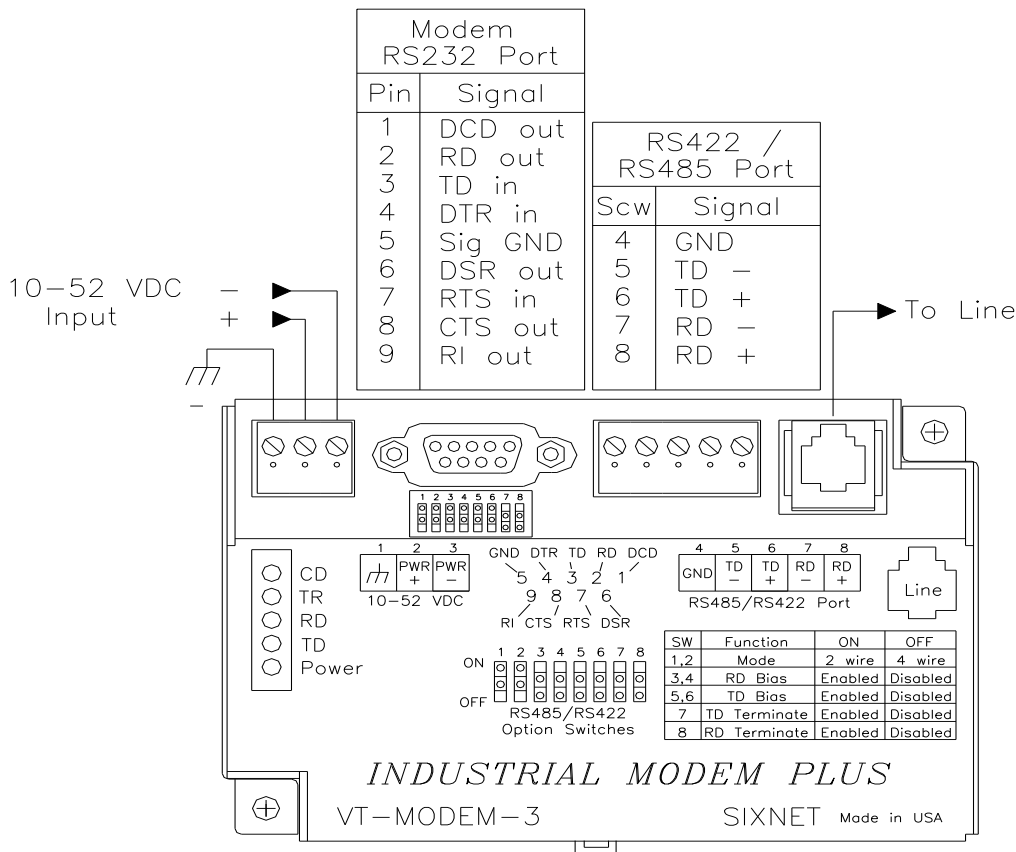 Modem
RS232 Port
Pin Signal
1 DCD out
2 RD out
3 TD in
4 DTR in
5 Sig GND
6 DSR out
7 RTS in
8 CTS out
9 RI out
RS422 /
RS485 Port
Scw Signal
4 GND
5 TD -
6 TD +
7 RD -
8 RD +
10-52 VDC -
Input +
-
To Line
1 2 3 4 5 6 7 8
CD
TR
RD
TD
Power
1 2 3
PWR + PWR -
10-52 VDC
GND DTR TD RD DCD
5 4 3 2 1
9 8 7 6
RI CTS RTS DSR
4 5 6 7 8
GND TD - TD + RD - RD +
RS485/RS422 Port
Line
1 2 3 4 5 6 7 8
ON
OFF
RS485/RS422
Option Switches
SW Function ON OFF
1,2 Mode 2 wire 4 wire
3,4 RD Bias Enabled Disabled
5,6 TD Bias Enabled Disabled
7 TD Terminate Enabled Disabled
8 RD Terminate Enabled Disabled
INDUSTRIAL MODEM PLUS
VT-MODEM-3
SIXNET Made in USA